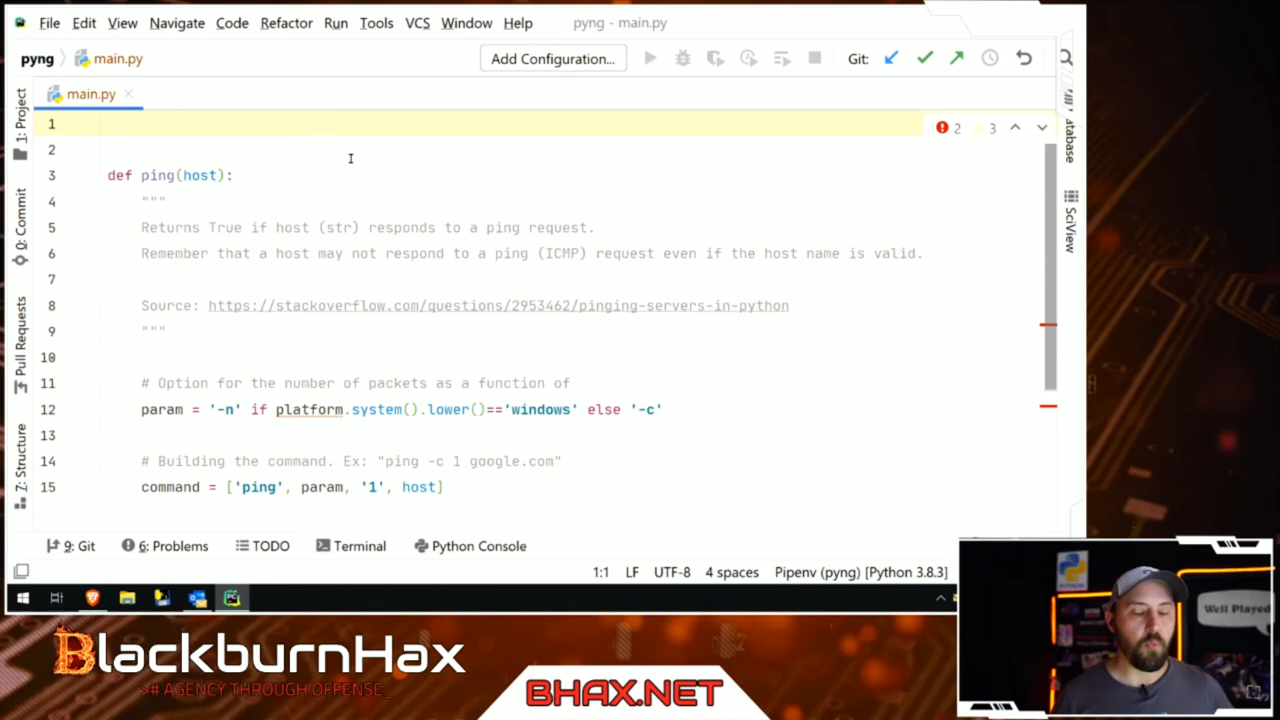 File Edit View Navigate Code Refactor Run Tools VCS Window Help pyng - main.py
pyng main.py Add Configuration... Git:
main.py
1
2 3
1: Project
0: Commit
Pull Requests
7: Structure
atabase
SciView
2
3 def ping(host):
4 """
5 Returns True if host (str) responds to a ping request.
6 Remember that a host may not respond to a ping (ICMP) request even if the host name is valid.
7
8 Source: https://stackoverflow.com/questions/2953462/pinging-servers-in-python
9 """
10
11 # Option for the number of packets as a function of
12 param = '-n' if platform.system().lower()=='windows' else '-c'
13
14 # Building the command. Ex: "ping -c 1 google.com"
15 command = ['ping', param, '1', host]
9: Git 6: Problems TODO Terminal Python Console
1:1 LF UTF-8 4 spaces Pipenv (pyng) [Python 3.8.3]
PC
Well Played
BlackburnHax
># AGENCY THROUGH OFFENSE_
BHAX.NET